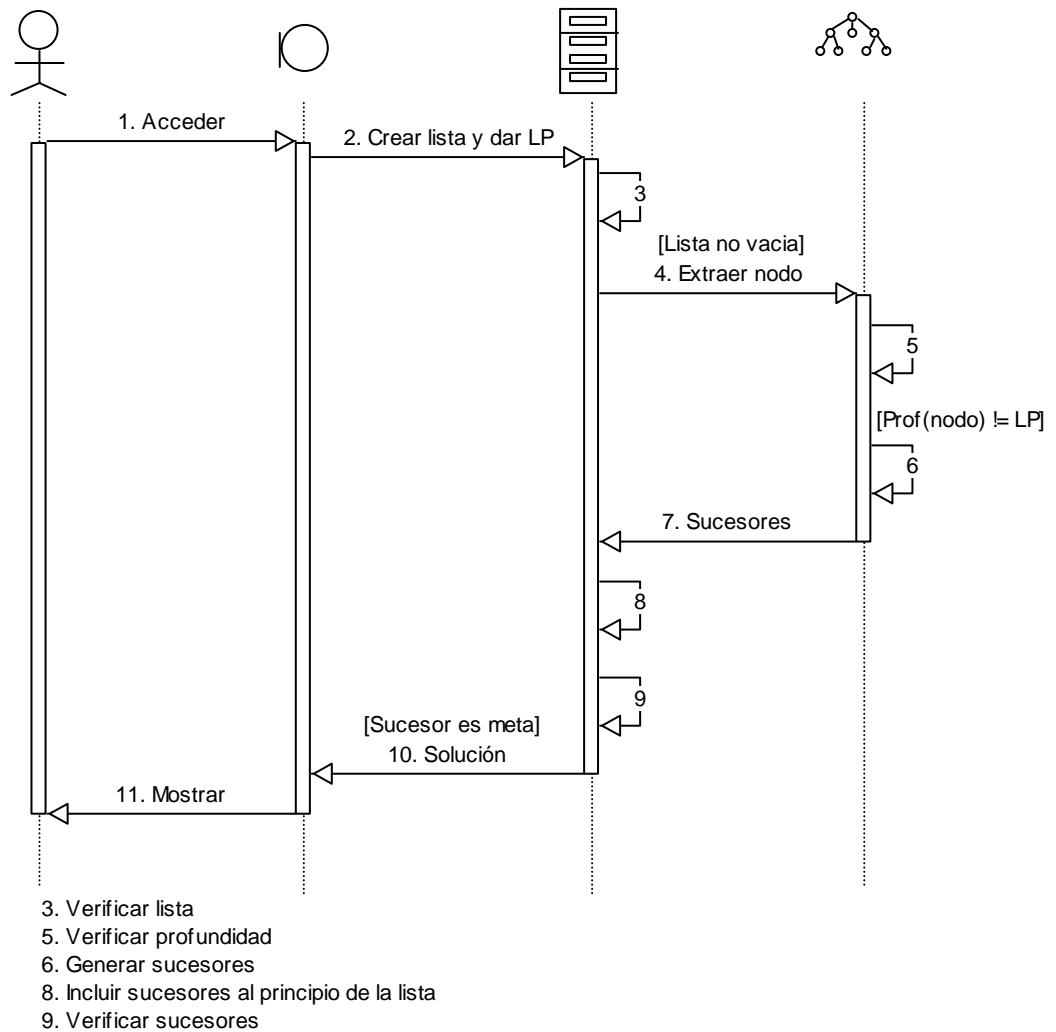 1. Acceder
2. Crear lista y dar LP
3
[Lista no vacia]
4. Extraer nodo
5
[Prof(nodo) != LP]
6
7. Sucesores
8
9
[Sucesor es meta]
10. Solución
11. Mostrar
3. Verificar lista
5. Verificar profundidad
6. Generar sucesores
8. Incluir sucesores al principio de la lista
9. Verificar sucesores